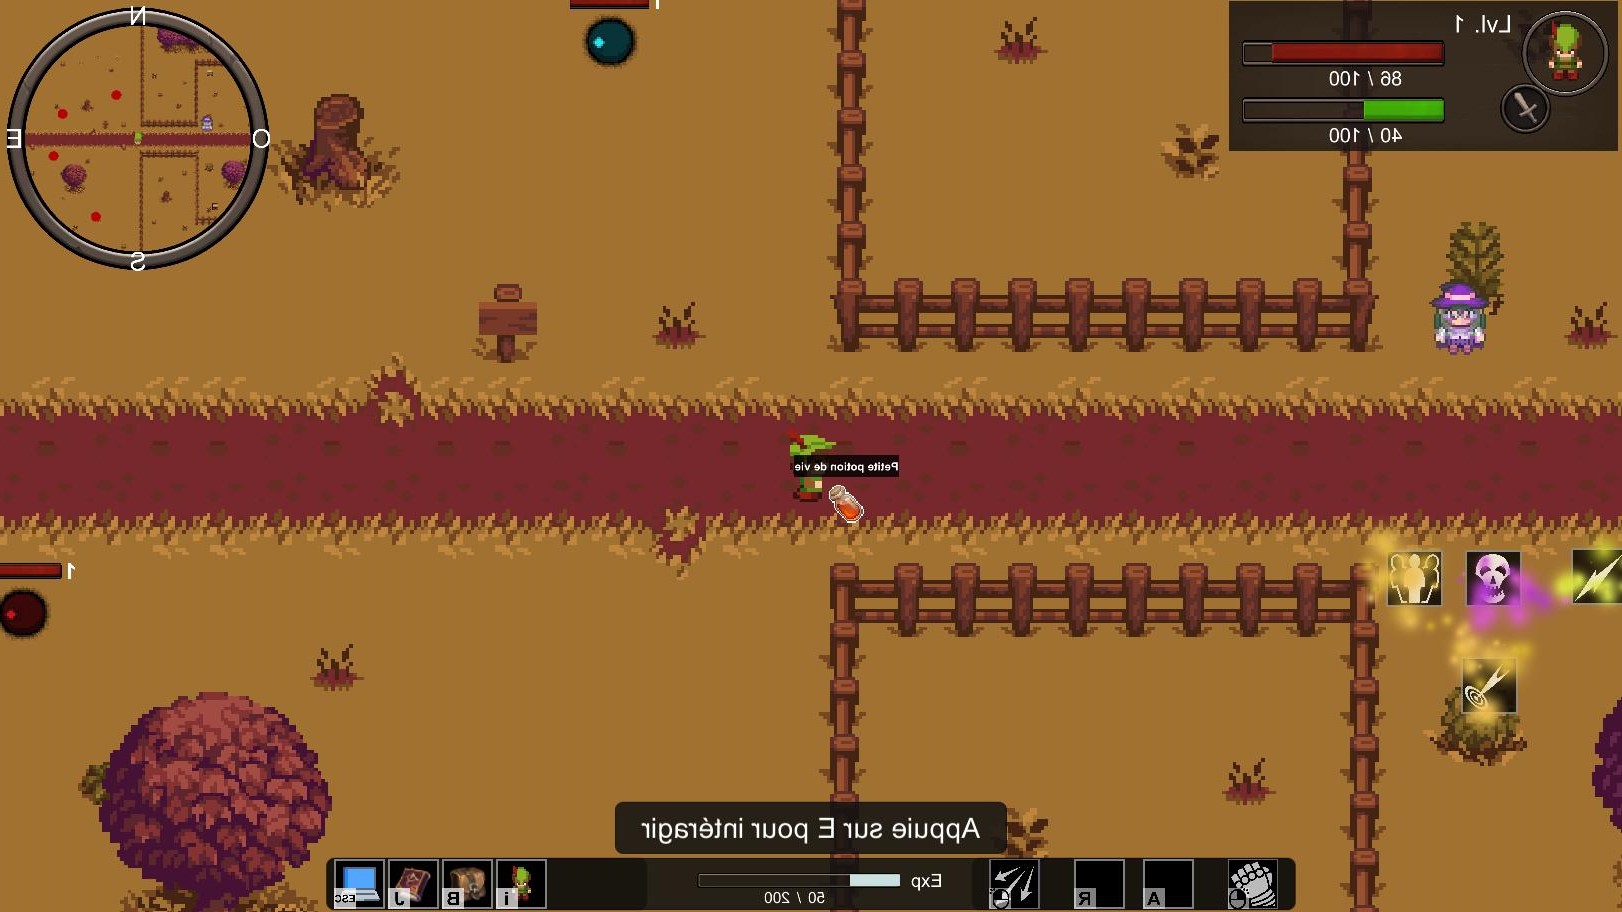 Lvl. 1
86 / 100
40 / 100
N
O
E
S
1
1
Petite potion de vie
Appuie sur E pour intéragir
Exp
50 / 200
A
R
i
B
J
ESC